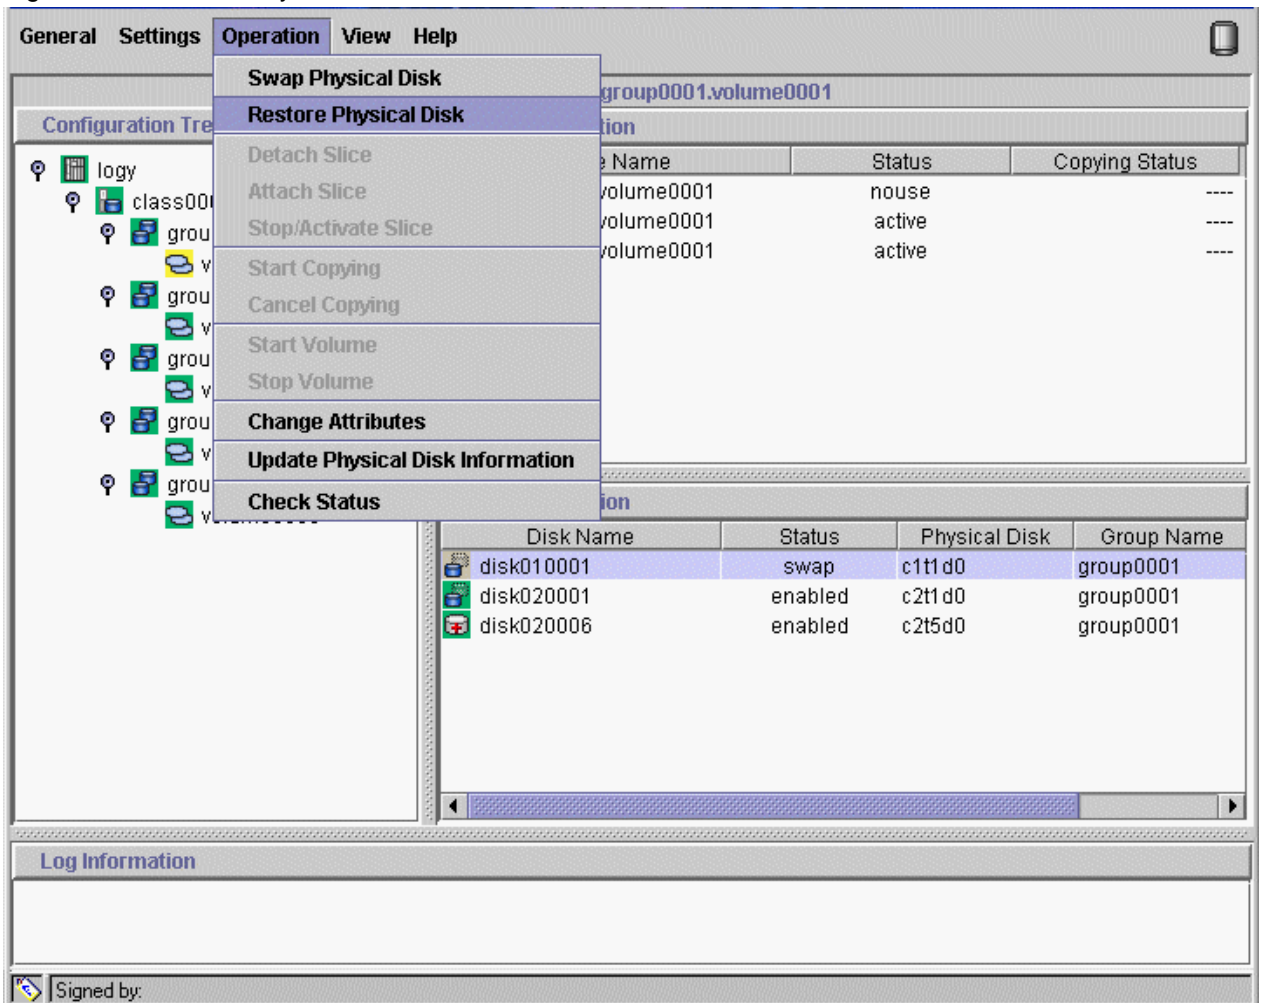 General Settings Operation View Help
Swap Physical Disk
Restore Physical Disk
Detach Slice
Attach Slice
Stop/Activate Slice
Start Copying
Cancel Copying
Start Volume
Stop Volume
Change Attributes
Update Physical Disk Information
Check Status
group0001.volume0001
Configuration Tre
logy
class00
grou
v
grou
v
grou
v
grou
v
grou
tion
Name Status Copying Status
volume0001 nouse ----
volume0001 active ----
volume0001 active ----
ion
Disk Name Status Physical Disk Group Name
disk010001 swap c1t1d0 group0001
disk020001 enabled c2t1d0 group0001
disk020006 enabled c2t5d0 group0001
Log Information
Signed by: